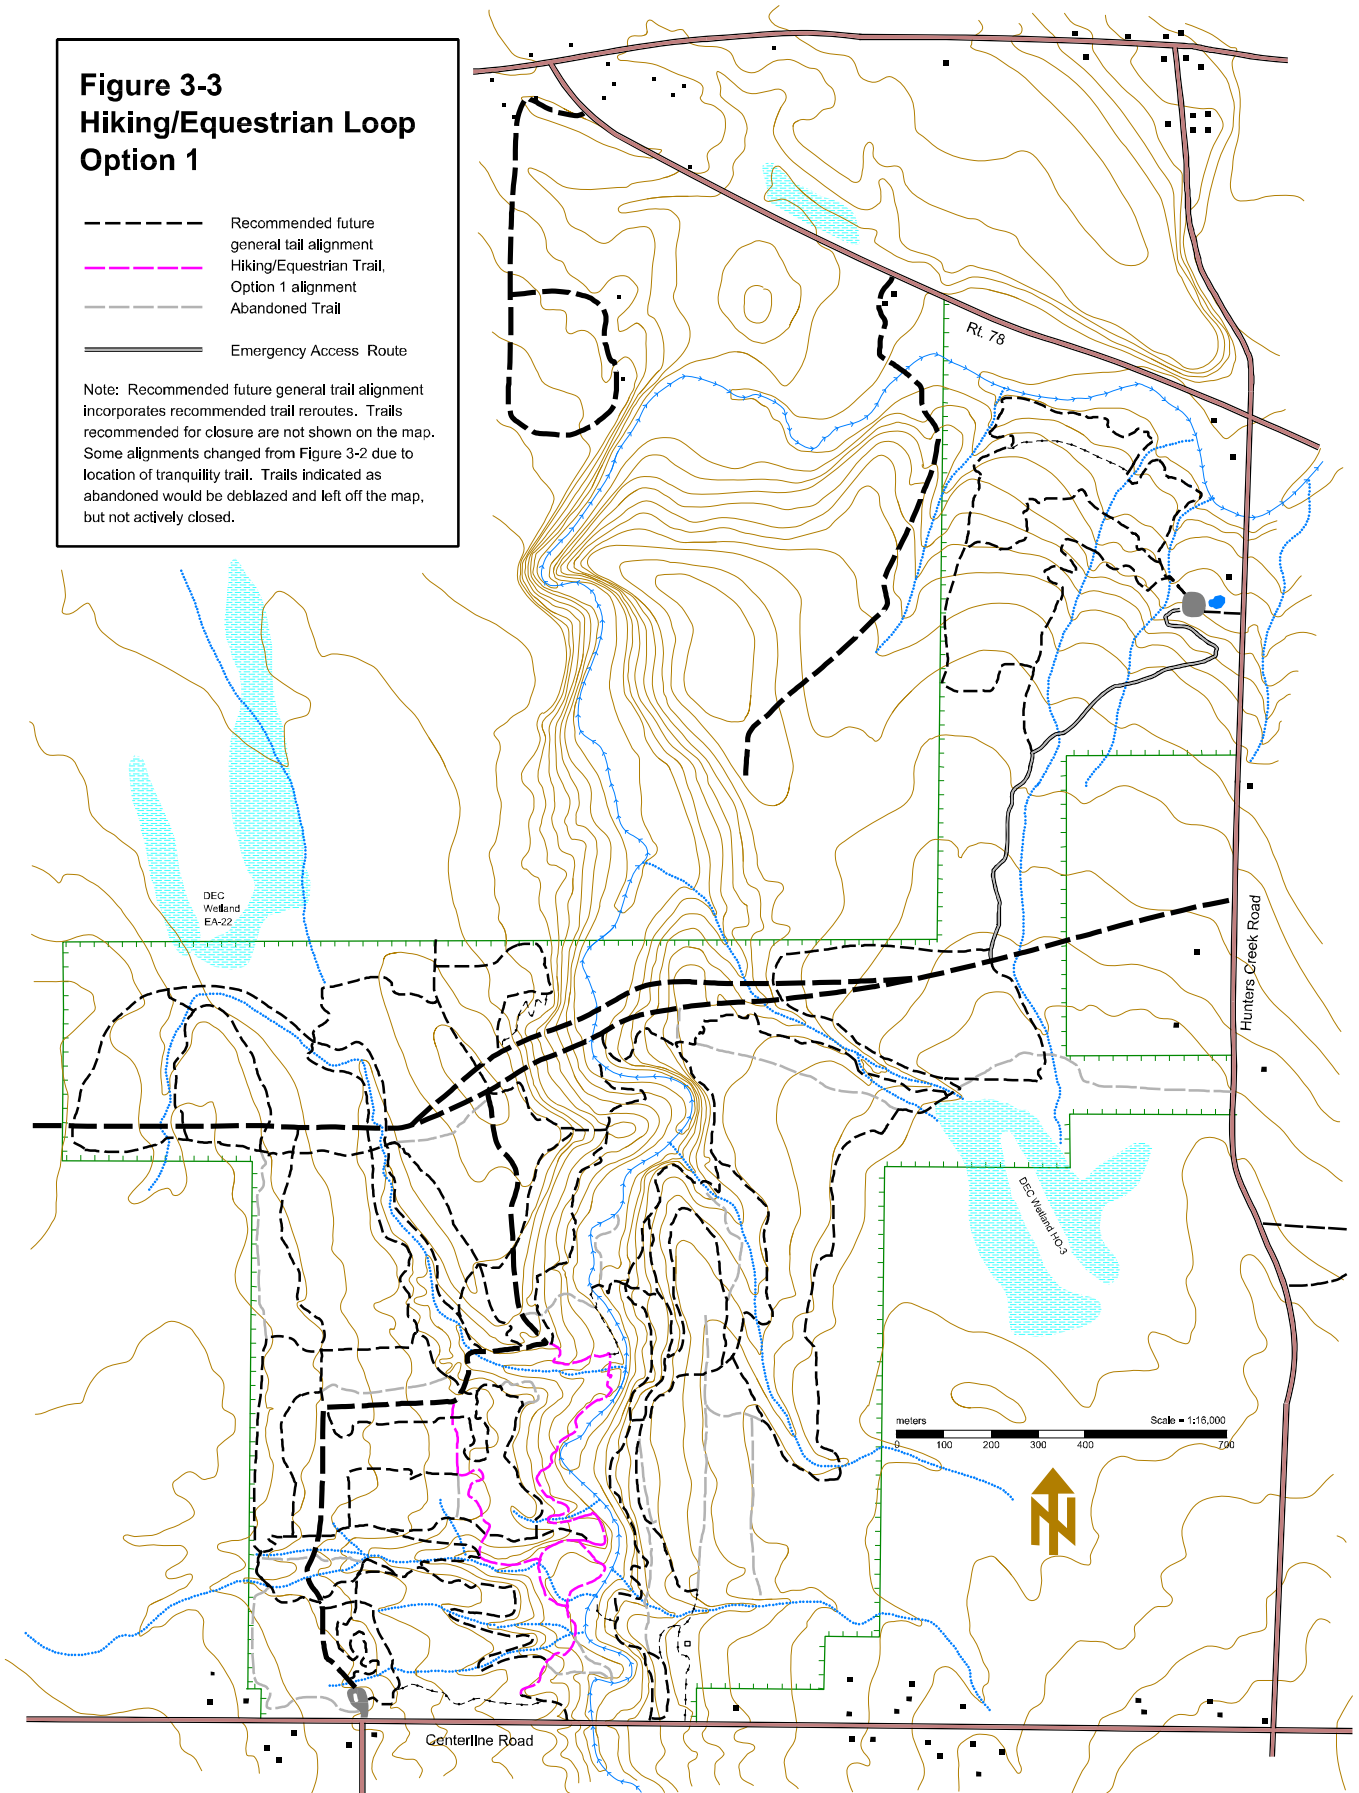 Figure 3-3
Hiking/Equestrian Loop
Option 1
Recommended future
general tail alignment
Hiking/Equestrian Trail,
Option 1 alignment
Abandoned Trail
Emergency Access Route
Note: Recommended future general trail alignment
incorporates recommended trail reroutes. Trails
recommended for closure are not shown on the map.
Some alignments changed from Figure 3-2 due to
location of tranquility trail. Trails indicated as
abandoned would be deblazed and left off the map,
but not actively closed.
Rt. 78
DEC
Wetland
EA-22
Hunters Creek Road
DEC Wetland HO-3
meters
Scale = 1:16,000
0 100 200 300 400 700
N
Centerline Road